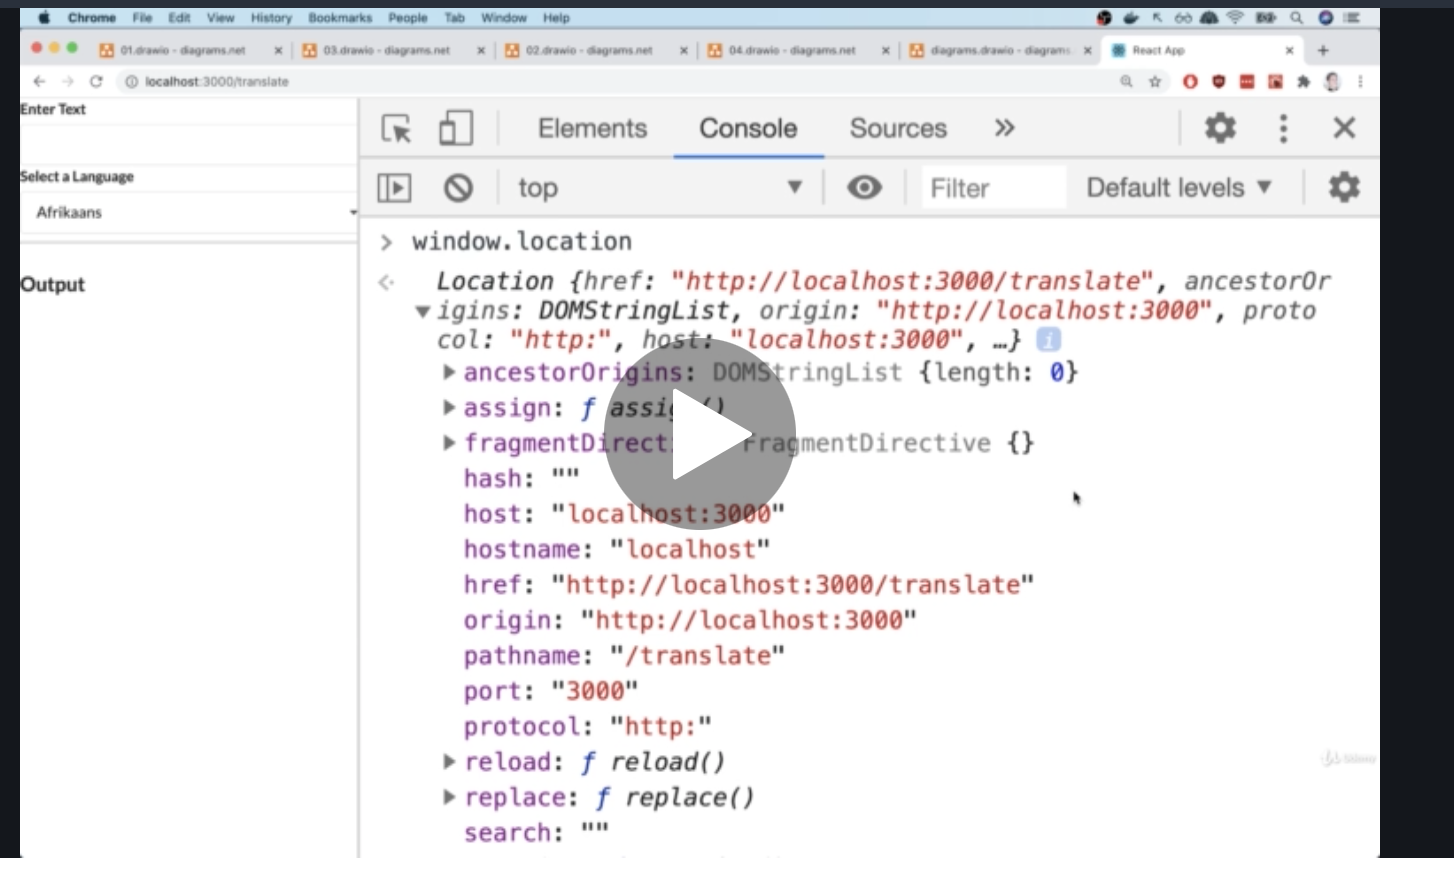 Chrome File Edit View History Bookmarks People Tab Window Help
01.drawio - diagrams.net 03.drawio - diagrams.net 02.drawio - diagrams.net 04.drawio - diagrams.net diagrams.drawio - diagrams. React App
localhost:3000/translate
Enter Text
Select a Language
Afrikaans
Output
Elements Console Sources
top Filter Default levels
window.location
Location {href: "http://localhost:3000/translate", ancestorOr
igins: DOMStringList, origin: "http://localhost:3000", proto
col: "http:", host: "localhost:3000", …}
ancestorOrigins: DOMStringList {length: 0}
assign: ƒ assign()
fragmentDirect FragmentDirective {}
hash: ""
host: "localhost:3000"
hostname: "localhost"
href: "http://localhost:3000/translate"
origin: "http://localhost:3000"
pathname: "/translate"
port: "3000"
protocol: "http:"
reload: ƒ reload()
replace: ƒ replace()
search: ""